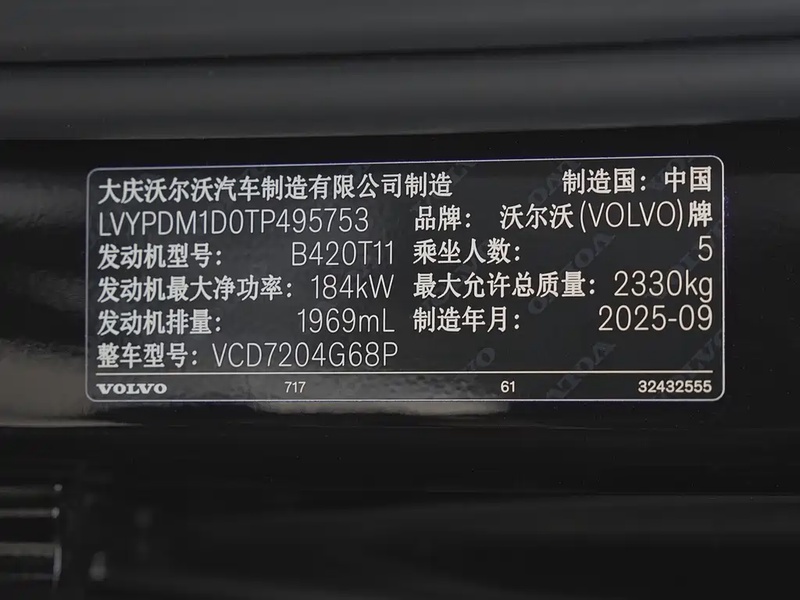 大庆沃尔沃汽车制造有限公司制造 制造国：中国
LVYPDM1D0TP495753 品牌：沃尔沃(VOLVO)牌
发动机型号：B420T11 乘坐人数：5
发动机最大净功率：184kW 最大允许总质量：2330kg
发动机排量：1969mL 制造年月：2025-09
整车型号：VCD7204G68P
VOLVO 717 61 32432555